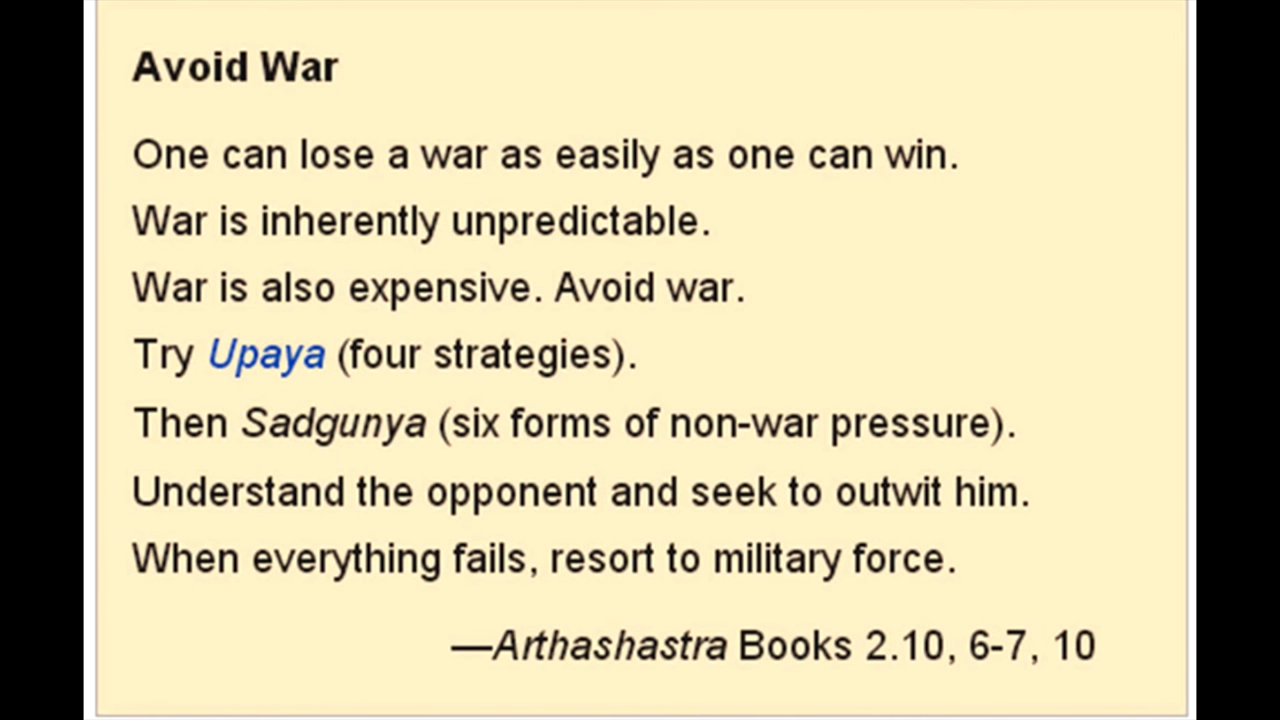 Avoid War
One can lose a war as easily as one can win.
War is inherently unpredictable.
War is also expensive. Avoid war.
Try Upaya (four strategies).
Then Sadgunya (six forms of non-war pressure).
Understand the opponent and seek to outwit him.
When everything fails, resort to military force.
—Arthashastra Books 2.10, 6-7, 10